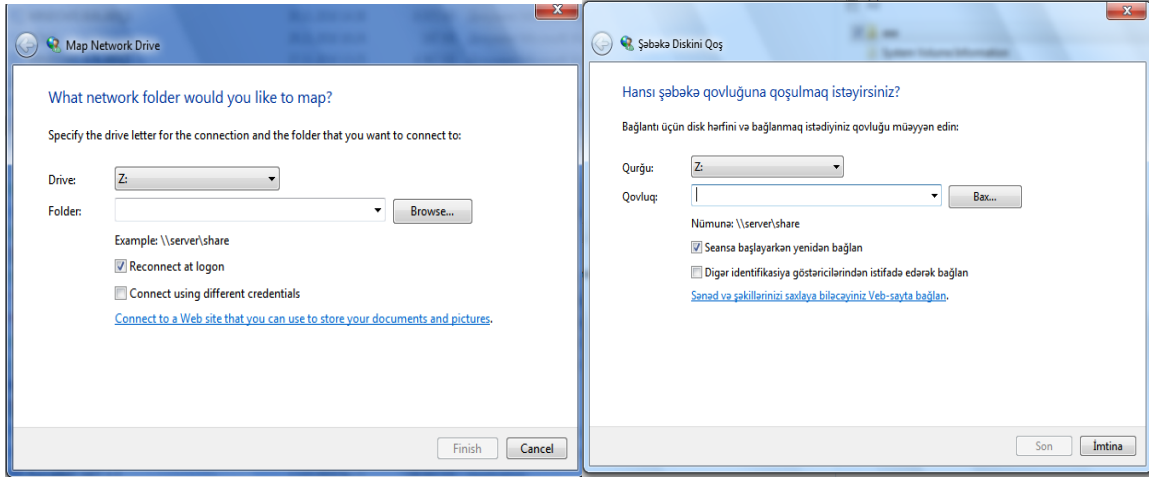 Map Network Drive
What network folder would you like to map?
Specify the drive letter for the connection and the folder that you want to connect to:
Drive: Z:
Folder: Browse...
Example: \\server\share
Reconnect at logon
Connect using different credentials
Connect to a Web site that you can use to store your documents and pictures.
Finish Cancel
Şəbəkə Diskini Qoş
Hansı şəbəkə qovluğuna qoşulmaq istəyirsiniz?
Bağlantı üçün disk hərfini və bağlanmaq istədiyiniz qovluğu müəyyən edin:
Qurğu: Z:
Qovluq: Bax...
Nümunə: \\server\share
Seansa başlayarkən yenidən bağlan
Digər identifikasiya göstəricilərindən istifadə edərək bağlan
Sənəd və şəkillərinizi saxlaya biləcəyiniz Veb-sayta bağlan.
Son İmtina